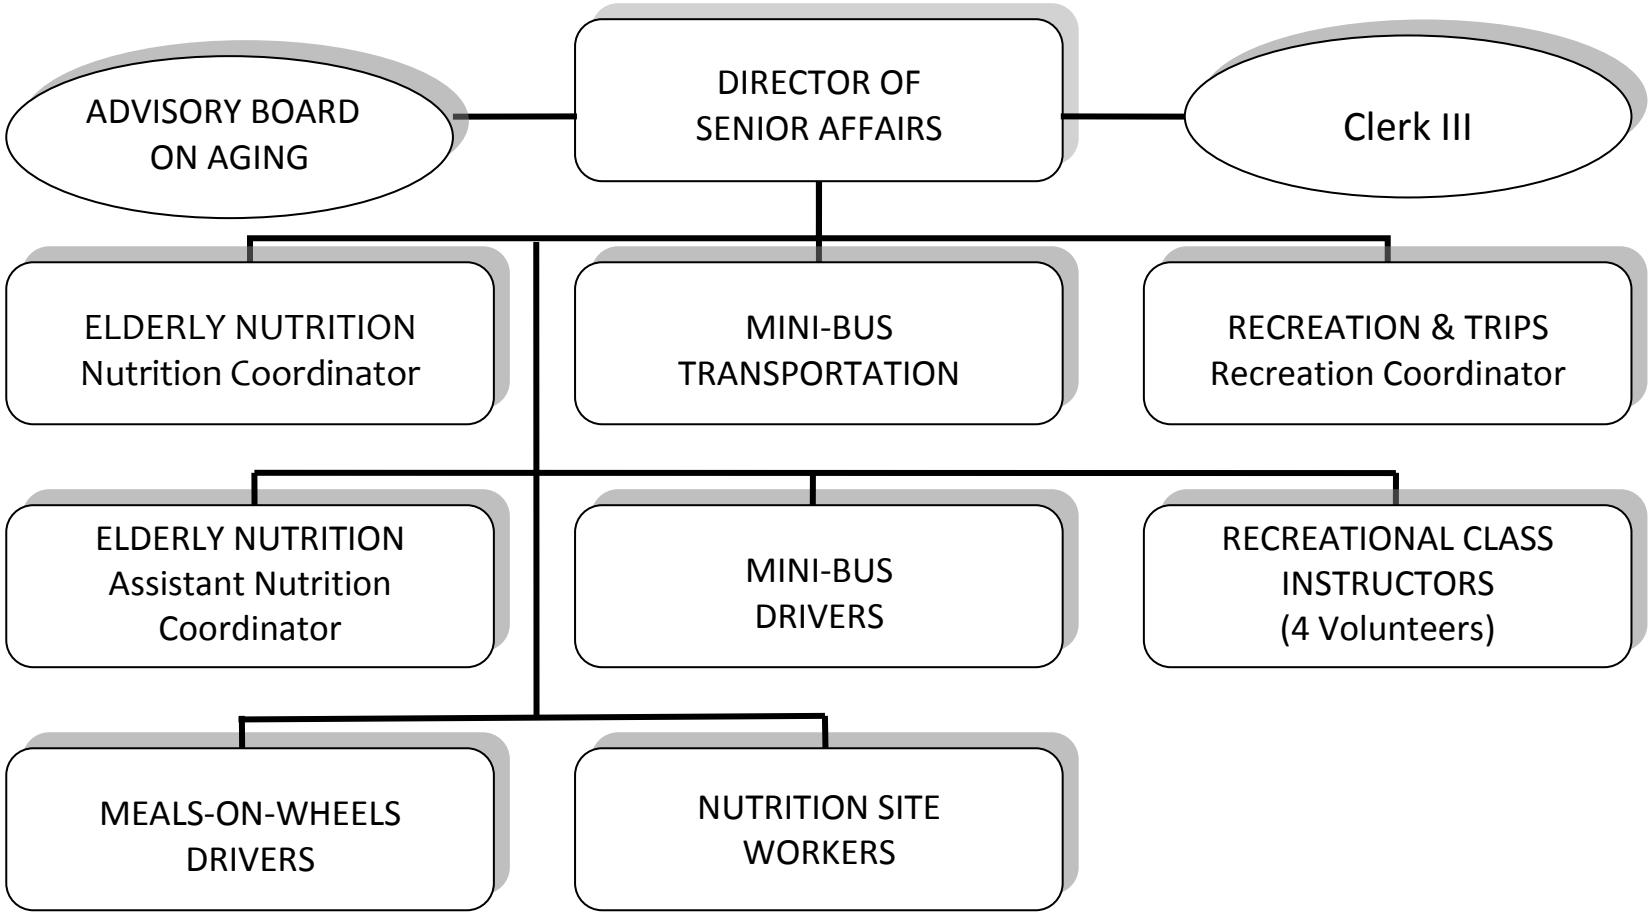 ADVISORY BOARD
ON AGING
DIRECTOR OF
SENIOR AFFAIRS
Clerk III
ELDERLY NUTRITION
Nutrition Coordinator
MINI-BUS
TRANSPORTATION
RECREATION & TRIPS
Recreation Coordinator
ELDERLY NUTRITION
Assistant Nutrition
Coordinator
MINI-BUS
DRIVERS
RECREATIONAL CLASS
INSTRUCTORS
(4 Volunteers)
MEALS-ON-WHEELS
DRIVERS
NUTRITION SITE
WORKERS